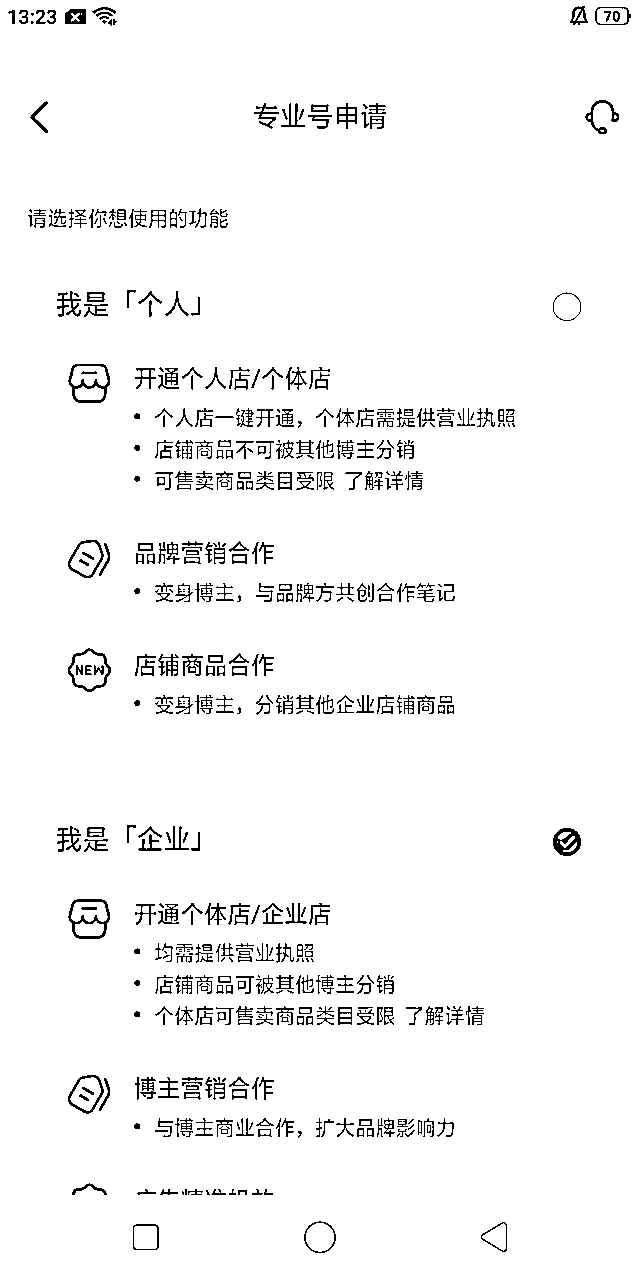 13:23
70
专业号申请
请选择你想使用的功能
我是「个人」
开通个人店/个体店
• 个人店一键开通，个体店需提供营业执照
• 店铺商品不可被其他博主分销
• 可售卖商品类目受限 了解详情
品牌营销合作
• 变身博主，与品牌方共创合作笔记
NEW
店铺商品合作
• 变身博主，分销其他企业店铺商品
我是「企业」
开通个体店/企业店
• 均需提供营业执照
• 店铺商品可被其他博主分销
• 个体店可售卖商品类目受限 了解详情
博主营销合作
• 与博主商业合作，扩大品牌影响力